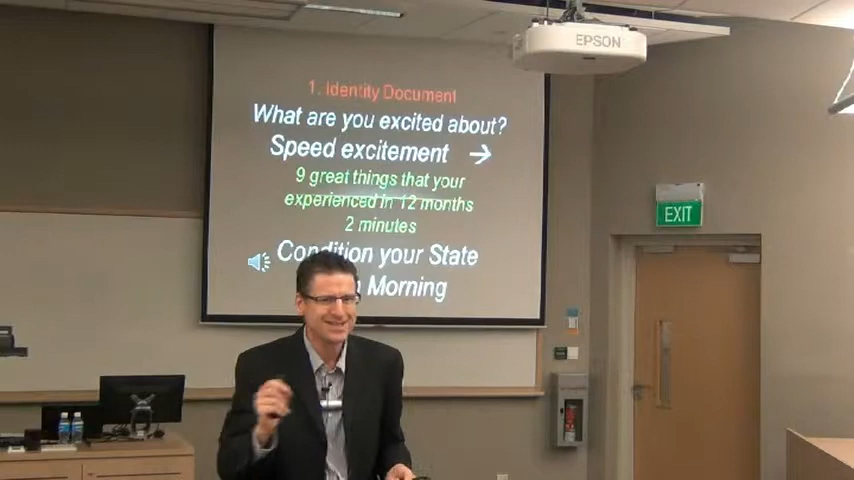 EPSON
1. Identity Document
What are you excited about?
Speed excitement →
9 great things that your
experienced in 12 months
2 minutes
Condition your State
Morning
EXIT